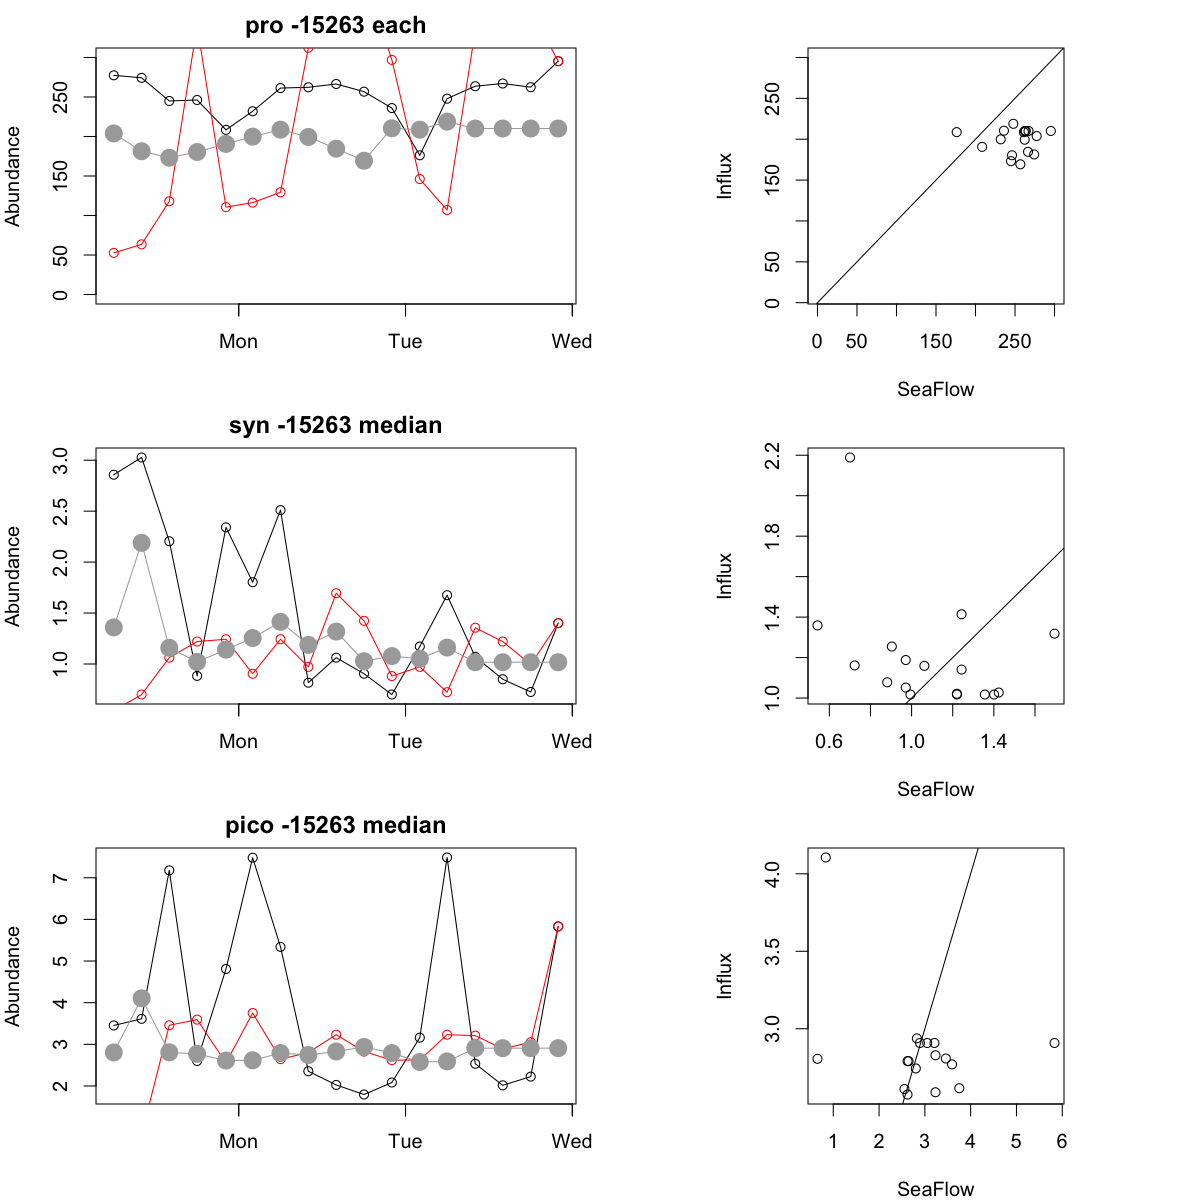 pro -15263 each
Abundance
0 50 150 250
Mon Tue Wed
Influx
0 50 150 250
0 50 150 250
SeaFlow
syn -15263 median
Abundance
1.0 1.5 2.0 2.5 3.0
Mon Tue Wed
Influx
1.0 1.4 1.8 2.2
0.6 1.0 1.4
SeaFlow
pico -15263 median
Abundance
2 3 4 5 6 7
Mon Tue Wed
Influx
3.0 3.5 4.0
1 2 3 4 5 6
SeaFlow